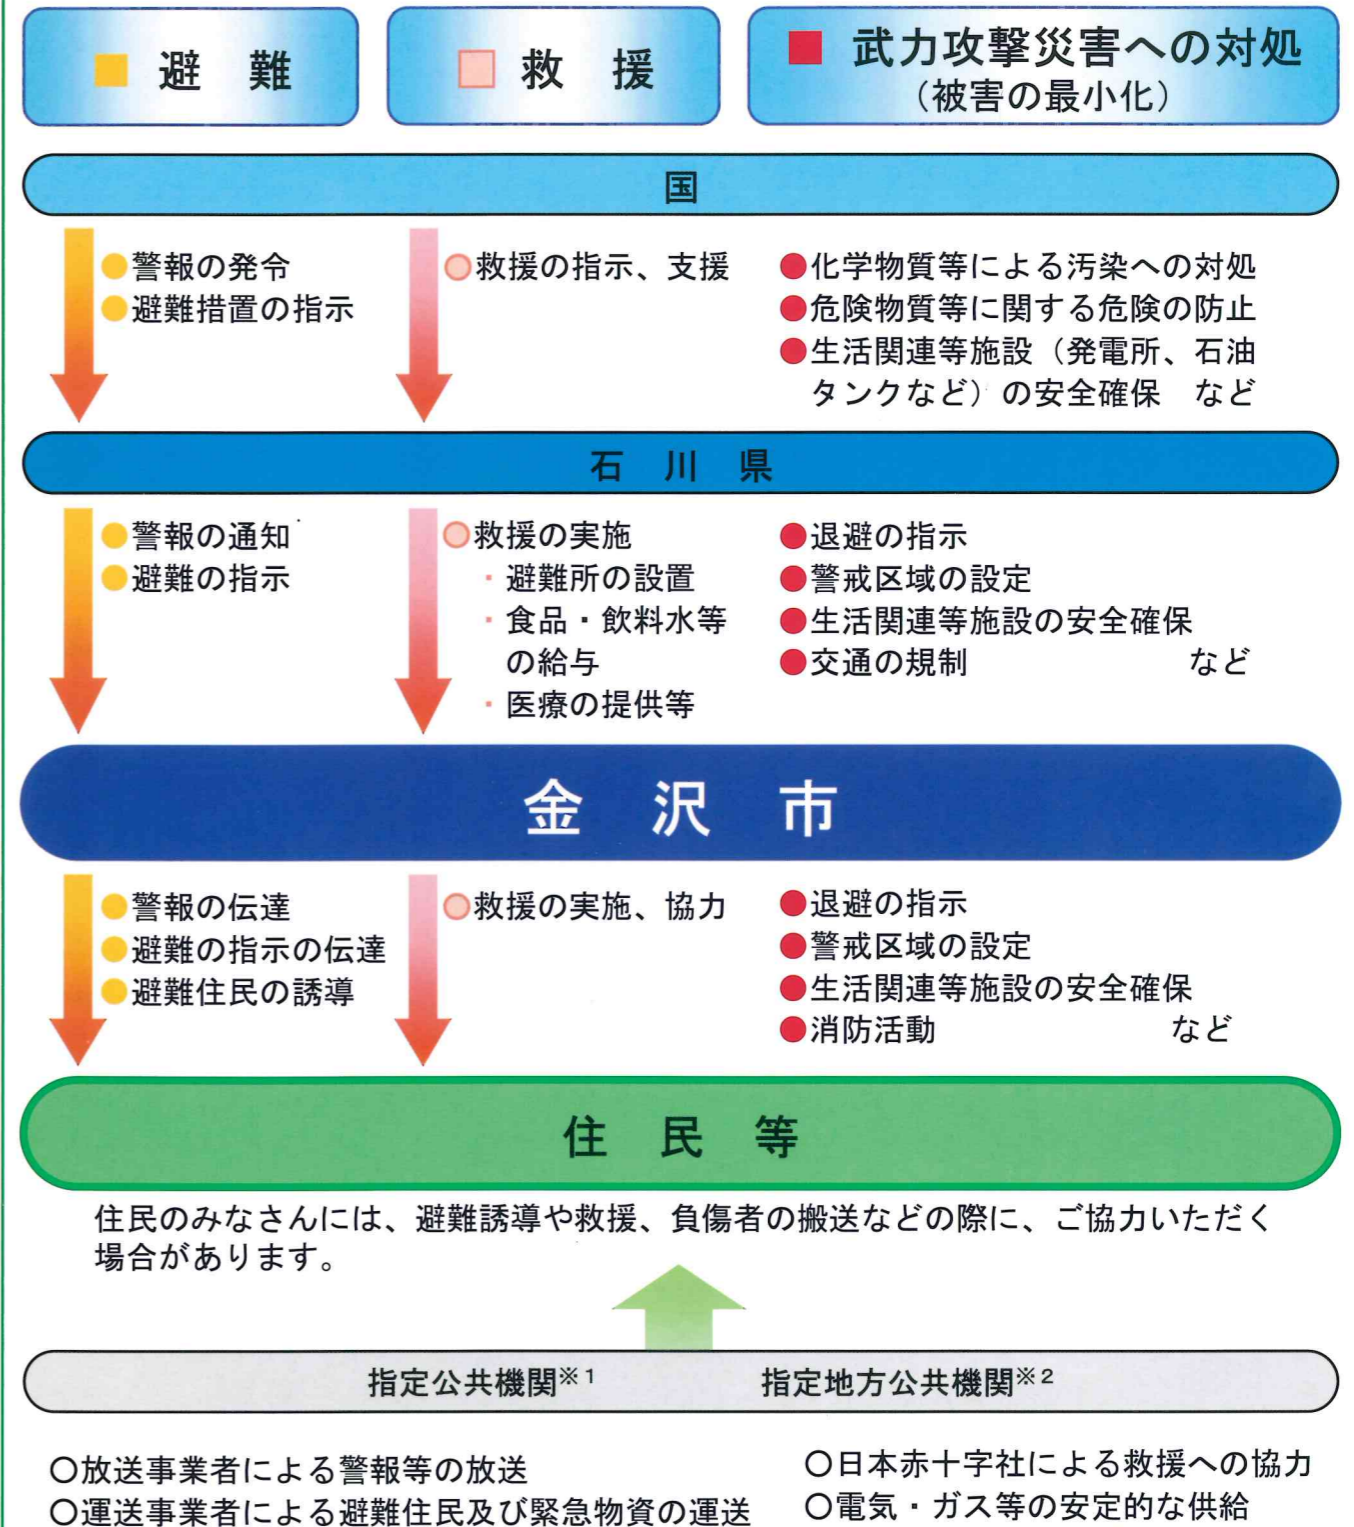 ■ 避 難
■ 救 援
■ 武力攻撃災害への対処
（被害の最小化）
国
●警報の発令
●避難措置の指示
○救援の指示、支援
●化学物質等による汚染への対処
●危険物質等に関する危険の防止
●生活関連等施設（発電所、石油
タンクなど）の安全確保 など
石 川 県
●警報の通知
●避難の指示
○救援の実施
・避難所の設置
・食品・飲料水等
の給与
・医療の提供等
●退避の指示
●警戒区域の設定
●生活関連等施設の安全確保
●交通の規制 など
金 沢 市
●警報の伝達
●避難の指示の伝達
●避難住民の誘導
○救援の実施、協力
●退避の指示
●警戒区域の設定
●生活関連等施設の安全確保
●消防活動 など
住 民 等
住民のみなさんには、避難誘導や救援、負傷者の搬送などの際に、ご協力いただく
場合があります。
指定公共機関※1 指定地方公共機関※2
○放送事業者による警報等の放送
○運送事業者による避難住民及び緊急物資の運送
○日本赤十字社による救援への協力
○電気・ガス等の安定的な供給